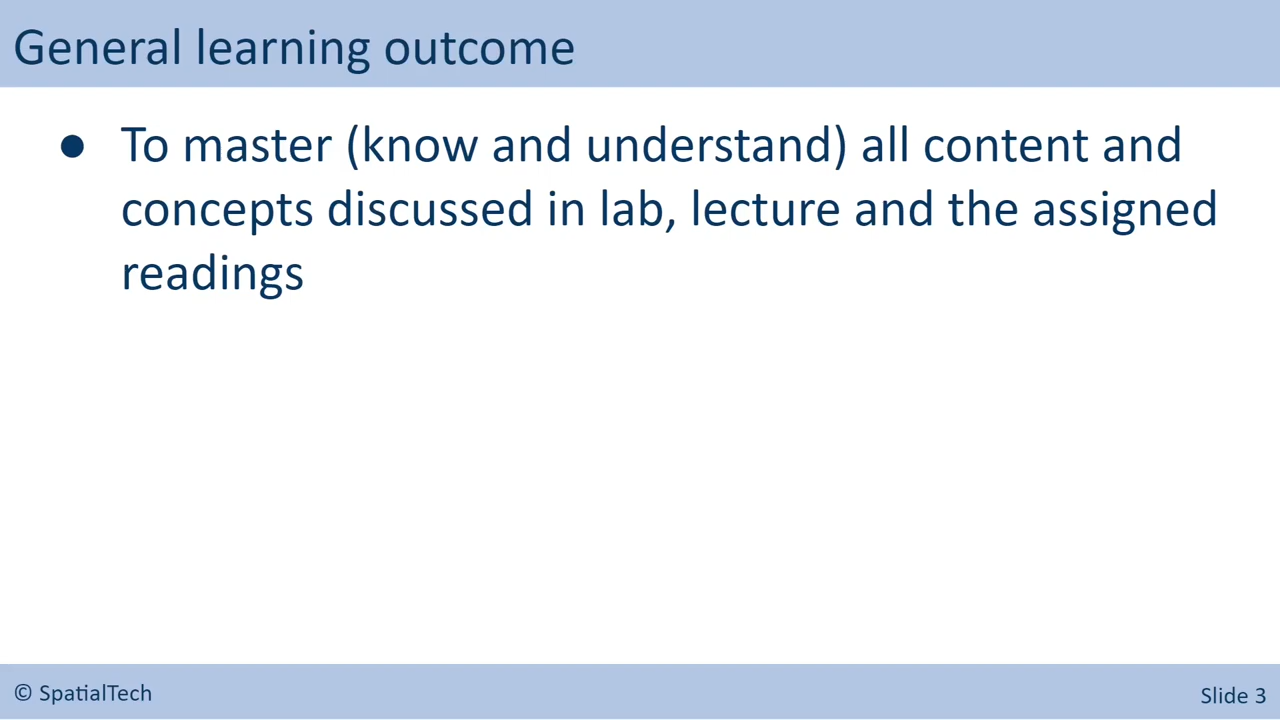 General learning outcome
● To master (know and understand) all content and
concepts discussed in lab, lecture and the assigned
readings
© SpatialTech
Slide 3